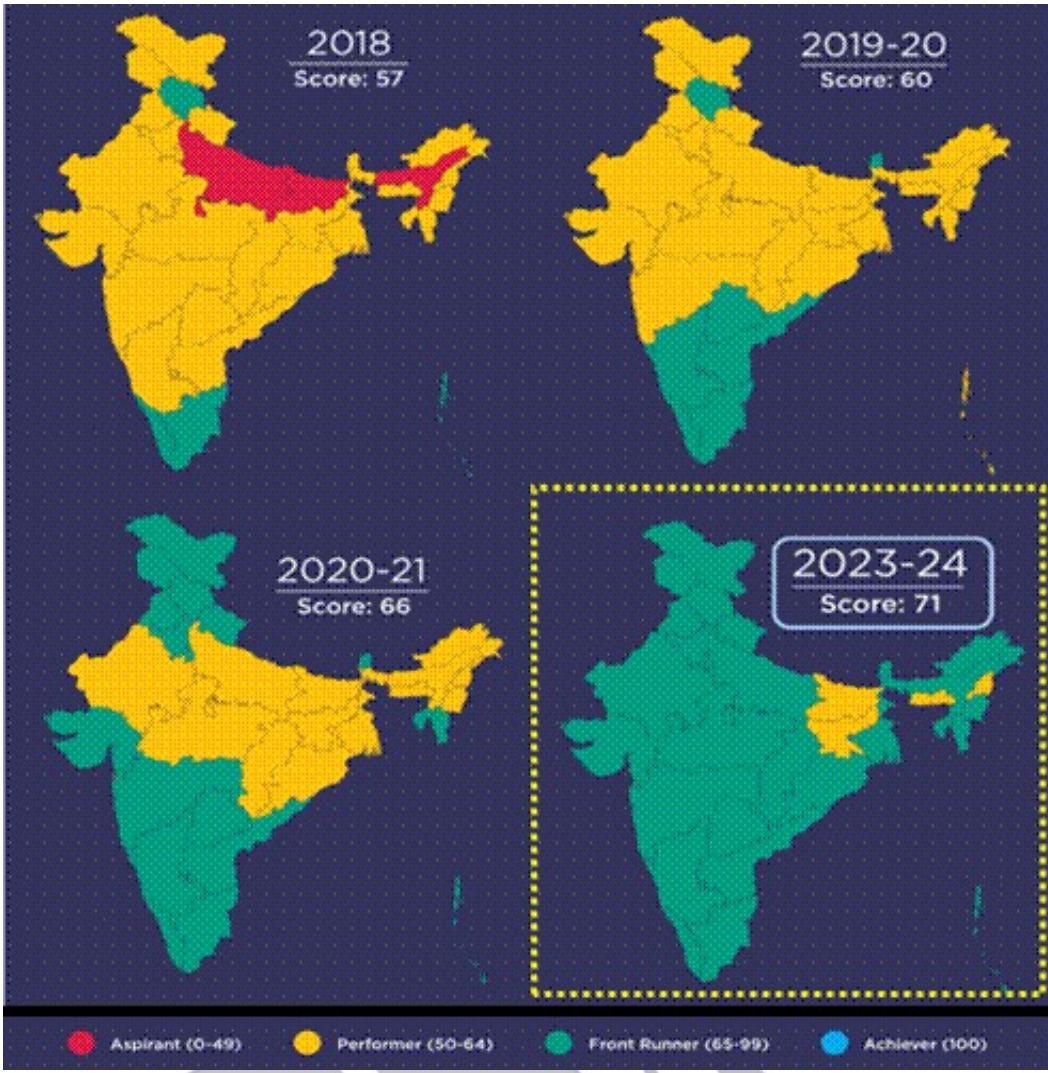 2018
Score: 57
2019-20
Score: 60
2020-21
Score: 66
2023-24
Score: 71
Aspirant (0-49)
Performer (50-64)
Front Runner (65-99)
Achiever (100)